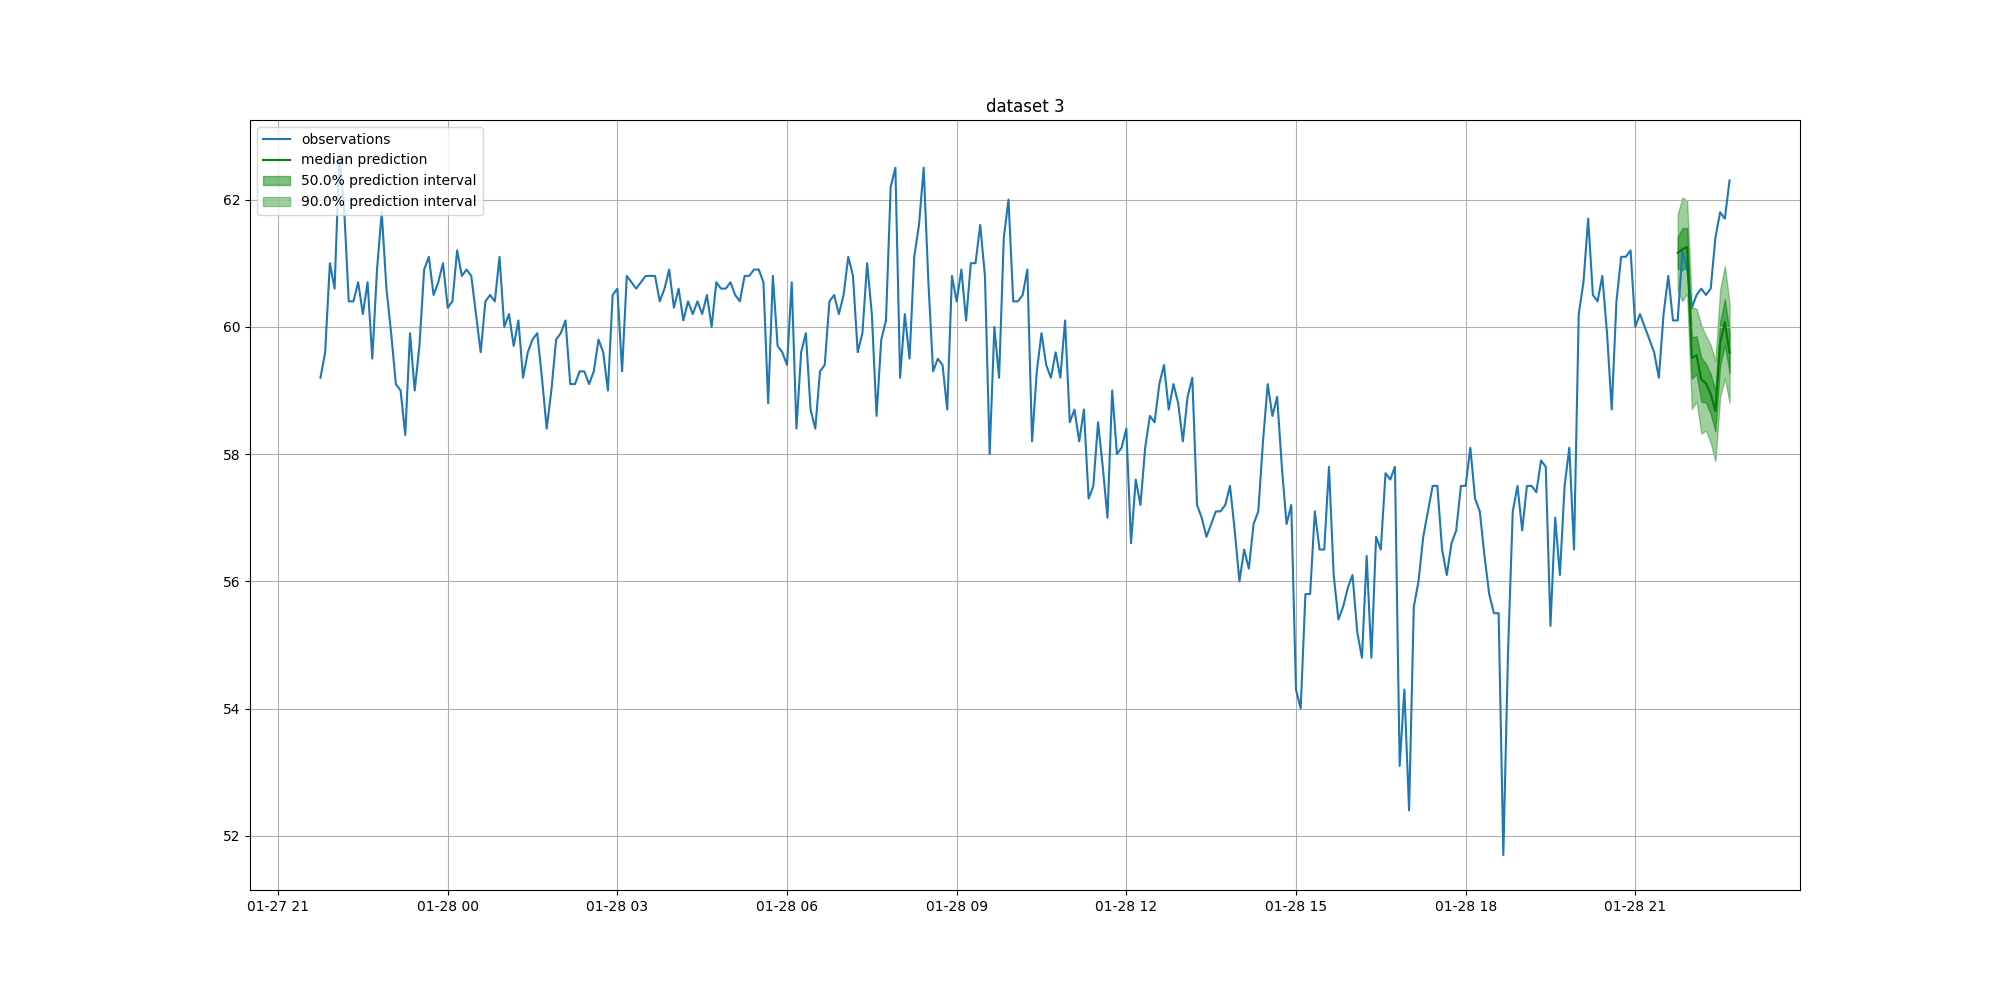 dataset 3
observations
median prediction
50.0% prediction interval
90.0% prediction interval
62
60
58
56
54
52
01-27 21 01-28 00 01-28 03 01-28 06 01-28 09 01-28 12 01-28 15 01-28 18 01-28 21